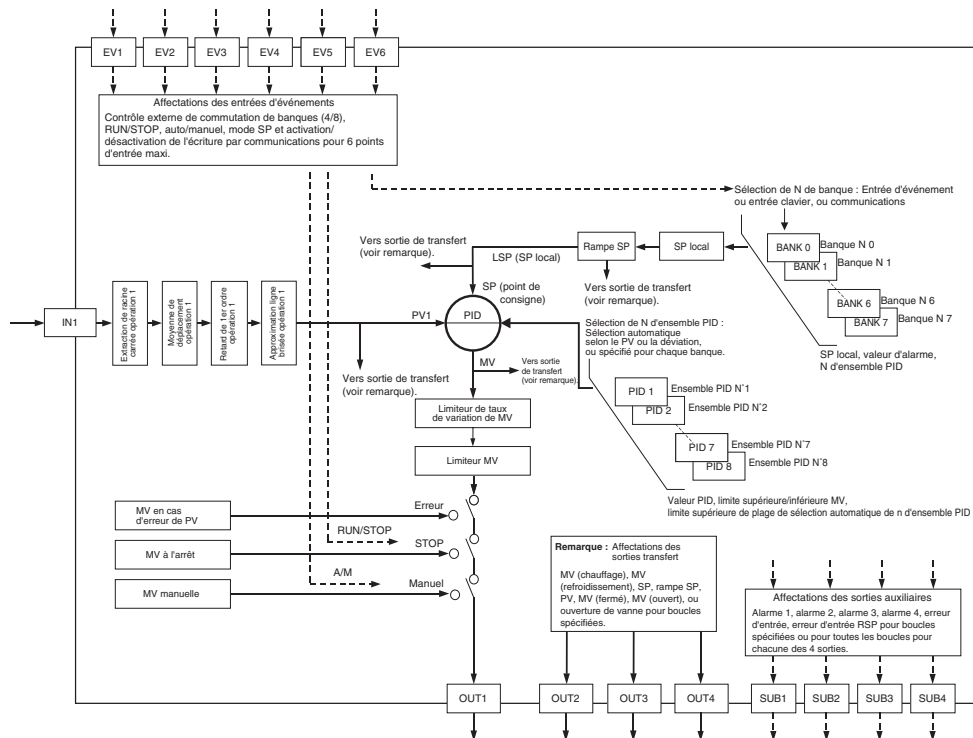 EV1 EV2 EV3 EV4 EV5 EV6
Affectations des entrées d'événements
Contrôle externe de commutation de banques (4/8),
RUN/STOP, auto/manuel, mode SP et activation/
désactivation de l'écriture par communications pour 6 points
d'entrée maxi.
Sélection de N de banque : Entrée d'événement
ou entrée clavier, ou communications
BANK 0 Banque N 0
BANK 1 Banque N 1
BANK 6 Banque N 6
BANK 7 Banque N 7
SP local, valeur d'alarme,
N d'ensemble PID
Rampe SP
SP local
Vers sortie de transfert
(voir remarque).
LSP (SP local)
Vers sortie de transfert
(voir remarque).
SP (point de
consigne)
IN1
Extraction de racine
carrée opération 1
Moyenne de
déplacement
opération 1
Retard de 1er ordre
opération 1
Approximation ligne
brisée opération 1
PV1
PID
Vers sortie de transfert
(voir remarque).
MV
Vers sortie
de transfert
(voir remarque).
Sélection de N d'ensemble PID :
Sélection automatique
selon le PV ou la déviation,
ou spécifié pour chaque banque.
PID 1 Ensemble PID N°1
PID 2 Ensemble PID N°2
PID 7 Ensemble PID N°7
PID 8 Ensemble PID N°8
Valeur PID, limite supérieure/inférieure MV,
limite supérieure de plage de sélection automatique de n d'ensemble PID
Limiteur de taux
de variation de MV
Limiteur MV
MV en cas
d'erreur de PV
Erreur
RUN/STOP
MV à l'arrêt
STOP
A/M
MV manuelle
Manuel
Remarque : Affectations des
sorties transfert
MV (chauffage), MV
(refroidissement), SP, rampe SP,
PV, MV (fermé), MV (ouvert), ou
ouverture de vanne pour boucles
spécifiées.
Affectations des sorties auxiliaires
Alarme 1, alarme 2, alarme 3, alarme 4, erreur
d'entrée, erreur d'entrée RSP pour boucles
spécifiées ou pour toutes les boucles pour
chacune des 4 sorties.
OUT1 OUT2 OUT3 OUT4 SUB1 SUB2 SUB3 SUB4